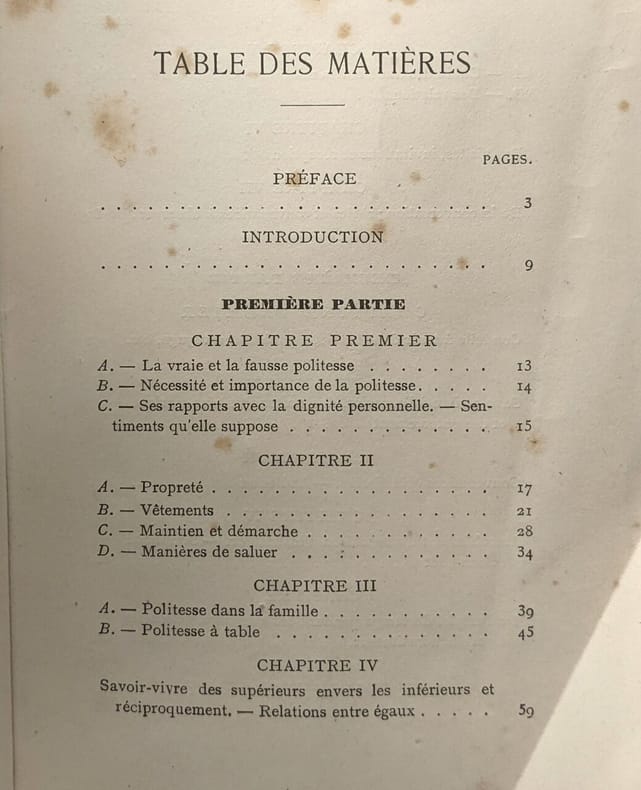 TABLE DES MATIÈRES
PAGES.
PRÉFACE
. . . . . . . . . . . . . . . . . . . . . . . . 3
INTRODUCTION
. . . . . . . . . . . . . . . . . . . . . . . . 9
PREMIÈRE PARTIE
CHAPITRE PREMIER
A. — La vraie et la fausse politesse . . . . . . . . 13
B. — Nécessité et importance de la politesse. . . . . 14
C. — Ses rapports avec la dignité personnelle. — Sen-
timents qu'elle suppose . . . . . . . . . . . . . 15
CHAPITRE II
A. — Propreté . . . . . . . . . . . . . . . . . . 17
B. — Vêtements . . . . . . . . . . . . . . . . . 21
C. — Maintien et démarche . . . . . . . . . . . . 28
D. — Manières de saluer . . . . . . . . . . . . . 34
CHAPITRE III
A. — Politesse dans la famille . . . . . . . . . . . 39
B. — Politesse à table . . . . . . . . . . . . . . 45
CHAPITRE IV
Savoir-vivre des supérieurs envers les inférieurs et
réciproquement. — Relations entre égaux . . . . . 59